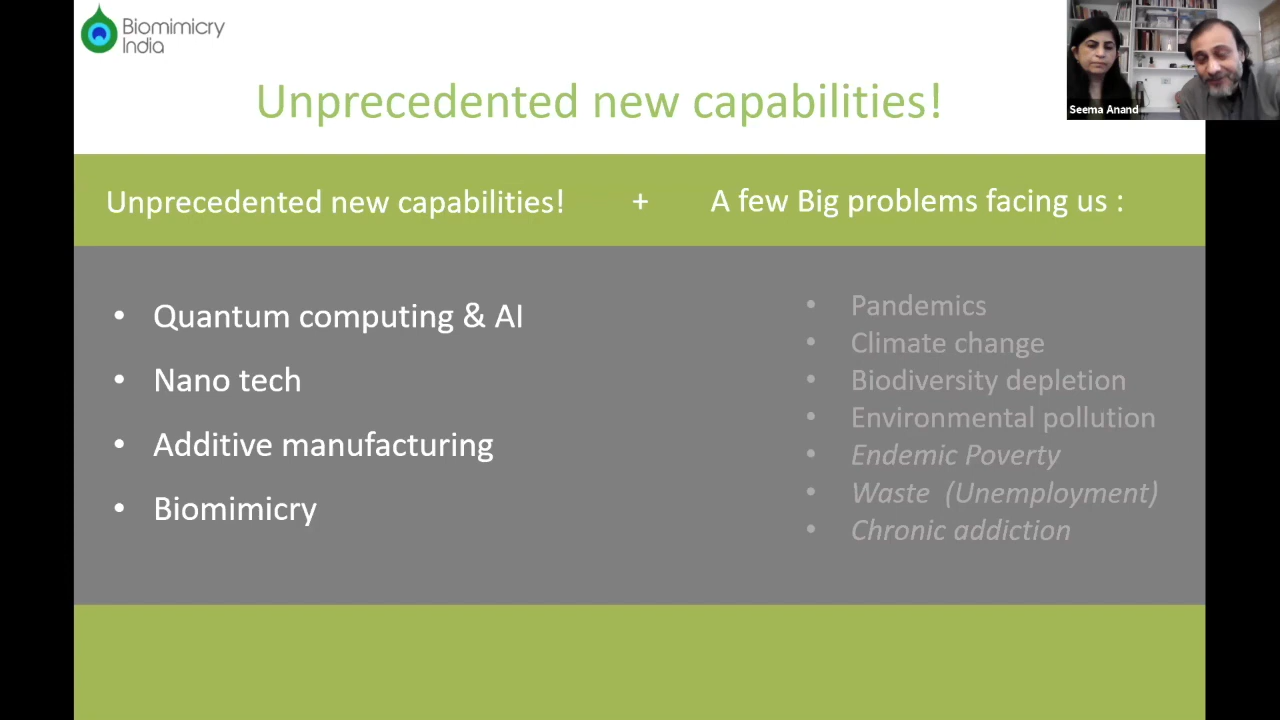 Biomimicry
India
Seema Anand
Unprecedented new capabilities!
Unprecedented new capabilities! + A few Big problems facing us :
• Quantum computing & AI
• Nano tech
• Additive manufacturing
• Biomimicry
• Pandemics
• Climate change
• Biodiversity depletion
• Environmental pollution
• Endemic Poverty
• Waste (Unemployment)
• Chronic addiction